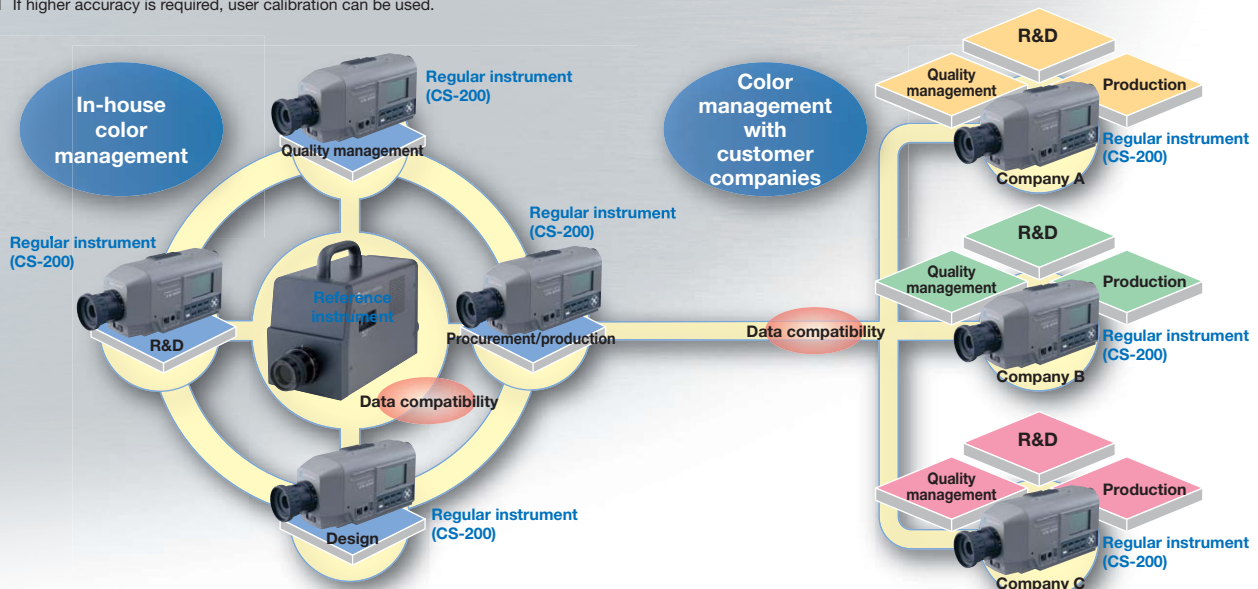 If higher accuracy is required, user calibration can be used.
In-house
color
management
Regular instrument
(CS-200)
Quality management
Regular instrument
(CS-200)
R&D
Reference
instrument
Regular instrument
(CS-200)
Procurement/production
Data compatibility
Design
Regular instrument
(CS-200)
Color
management
with
customer
companies
Data compatibility
R&D
Quality
management
Production
Regular instrument
(CS-200)
Company A
R&D
Quality
management
Production
Regular instrument
(CS-200)
Company B
R&D
Quality
management
Production
Regular instrument
(CS-200)
Company C